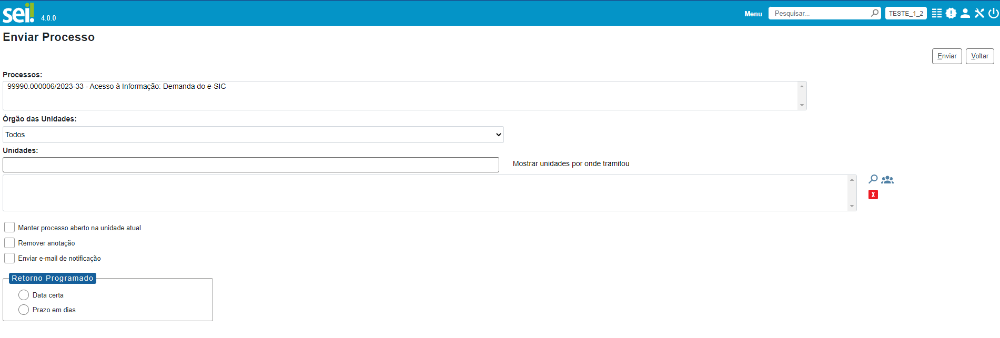 sei! 4.0.0 Menu Pesquisar... TESTE_1_2
Enviar Processo
Enviar Voltar
Processos:
99990.000006/2023-33 - Acesso à Informação: Demanda do e-SIC
Órgão das Unidades:
Todos
Unidades:
Mostrar unidades por onde tramitou
X
Manter processo aberto na unidade atual
Remover anotação
Enviar e-mail de notificação
Retorno Programado
Data certa
Prazo em dias